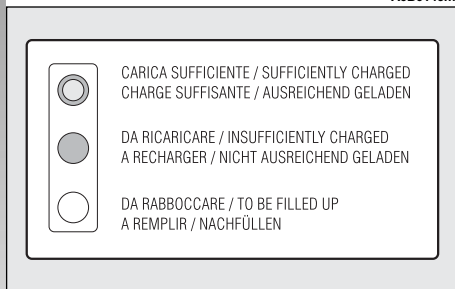 CARICA SUFFICIENTE / SUFFICIENTLY CHARGED
CHARGE SUFFISANTE / AUSREICHEND GELADEN
DA RICARICARE / INSUFFICIENTLY CHARGED
A RECHARGER / NICHT AUSREICHEND GELADEN
DA RABBOCCARE / TO BE FILLED UP
A REMPLIR / NACHFÜLLEN